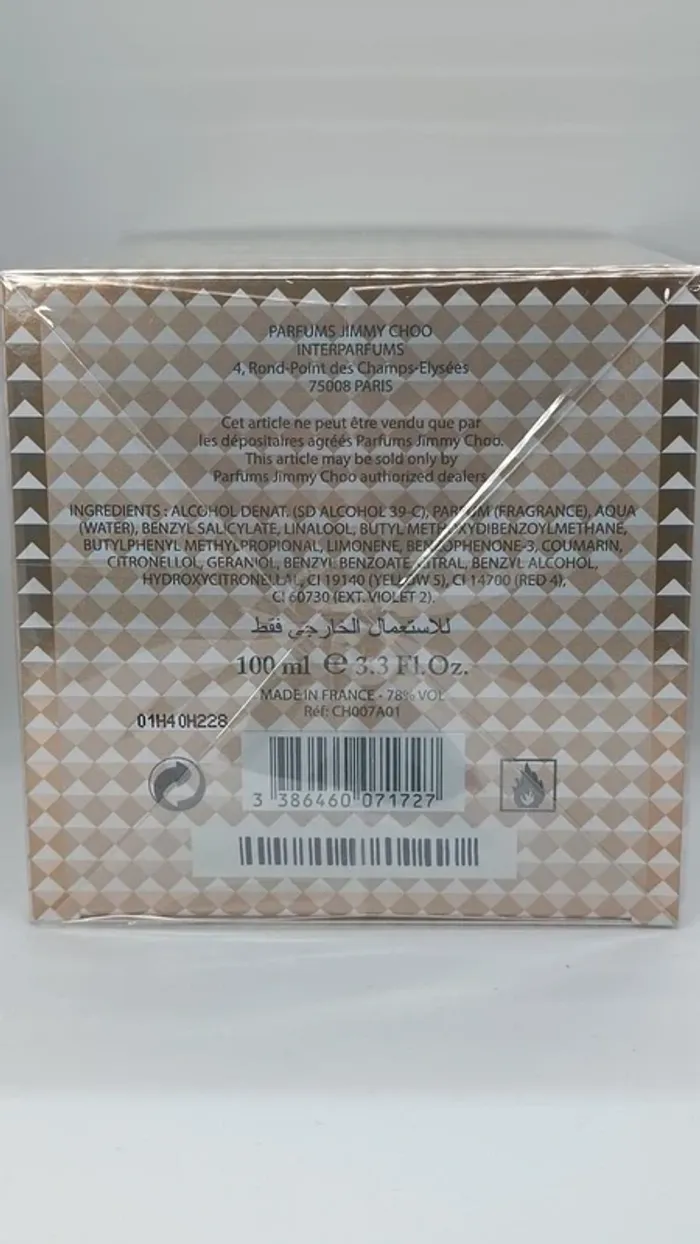 PARFUMS JIMMY CHOO
INTERPARFUMS
4, Rond-Point des Champs-Elysées
75008 PARIS
Cet article ne peut être vendu que par
les dépositaires agréés Parfums Jimmy Choo.
This article may be sold only by
Parfums Jimmy Choo authorized dealers
INGREDIENTS : ALCOHOL DENAT. (SD ALCOHOL 39-C), PARFUM (FRAGRANCE), AQUA
(WATER), BENZYL SALICYLATE, LINALOOL, BUTYL METHOXYDIBENZOYLMETHANE,
BUTYLPHENYL METHYLPROPIONAL, LIMONENE, BENZOPHENONE-3, COUMARIN,
CITRONELLOL, GERANIOL, BENZYL BENZOATE, CITRAL, BENZYL ALCOHOL,
HYDROXYCITRONELLAL, CI 19140 (YELLOW 5), CI 14700 (RED 4),
CI 60730 (EXT. VIOLET 2).
للاستعمال الخارجي فقط
100 ml e 3.3 Fl.Oz.
MADE IN FRANCE - 78% VOL
Réf: CH007A01
01H40H228
3 386460 071727